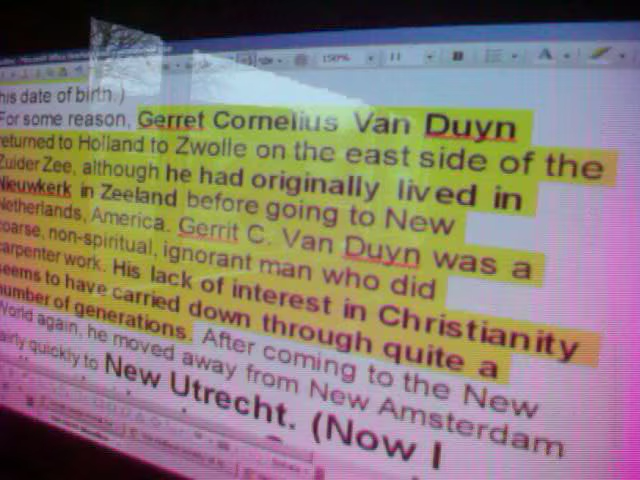 Microsoft Office
150% 11 B A
his date of birth.)
For some reason, Gerret Cornelius Van Duyn
returned to Holland to Zwolle on the east side of the
Zuider Zee, although he had originally lived in
Nieuwkerk in Zeeland before going to New
Netherlands, America. Gerrit C. Van Duyn was a
coarse, non-spiritual, ignorant man who did
carpenter work. His lack of interest in Christianity
seems to have carried down through quite a
number of generations. After coming to the New
World again, he moved away from New Amsterdam
fairly quickly to New Utrecht. (Now I